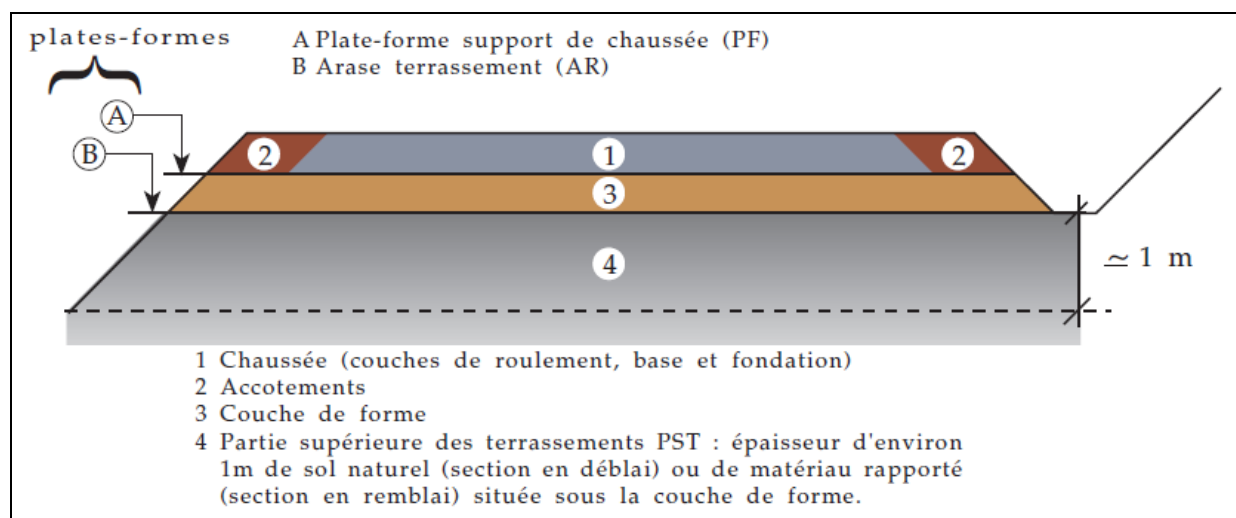 plates-formes
A Plate-forme support de chaussée (PF)
B Arase terrassement (AR)
A
B
2
1
2
3
4
≃ 1 m
1 Chaussée (couches de roulement, base et fondation)
2 Accotements
3 Couche de forme
4 Partie supérieure des terrassements PST : épaisseur d'environ
1m de sol naturel (section en déblai) ou de matériau rapporté
(section en remblai) située sous la couche de forme.